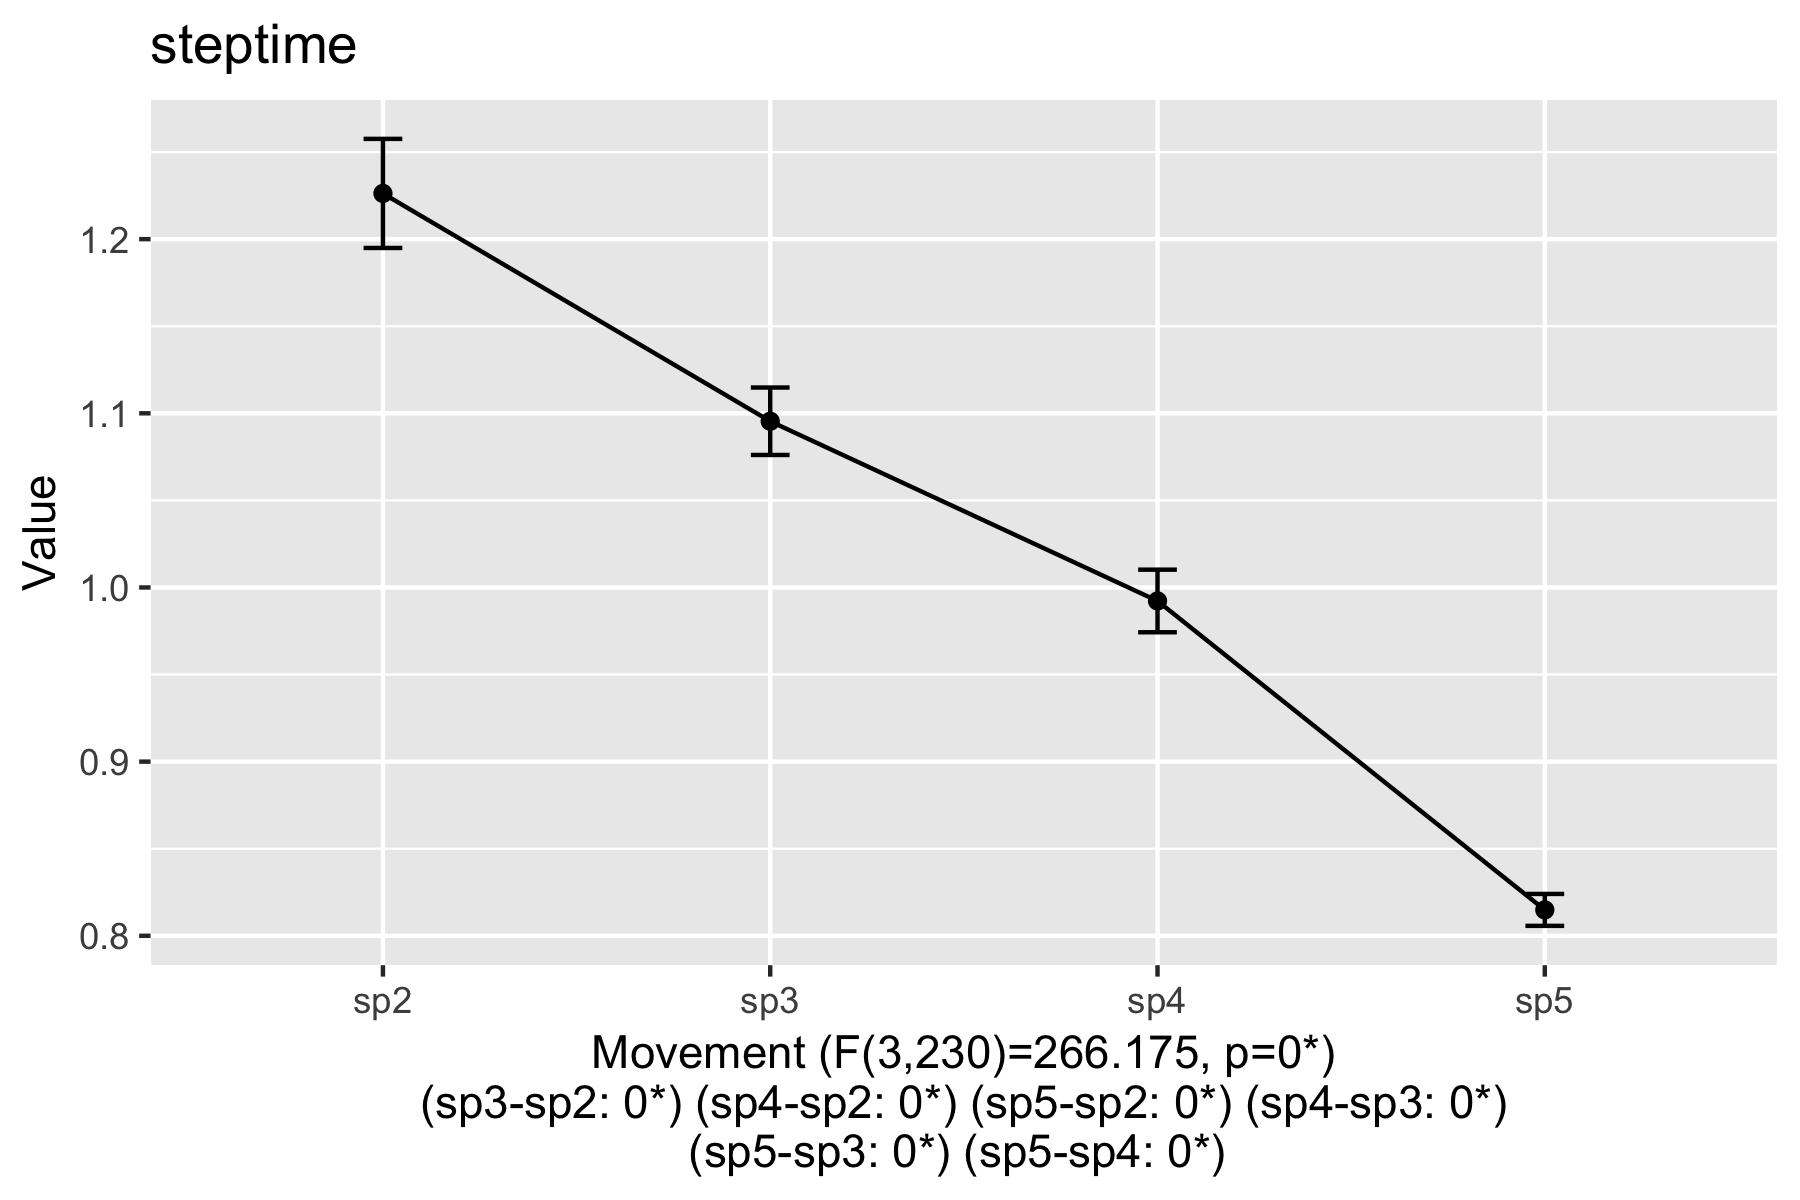 steptime
Value
1.2
1.1
1.0
0.9
0.8
sp2 sp3 sp4 sp5
Movement (F(3,230)=266.175, p=0*)
(sp3-sp2: 0*) (sp4-sp2: 0*) (sp5-sp2: 0*) (sp4-sp3: 0*)
(sp5-sp3: 0*) (sp5-sp4: 0*)